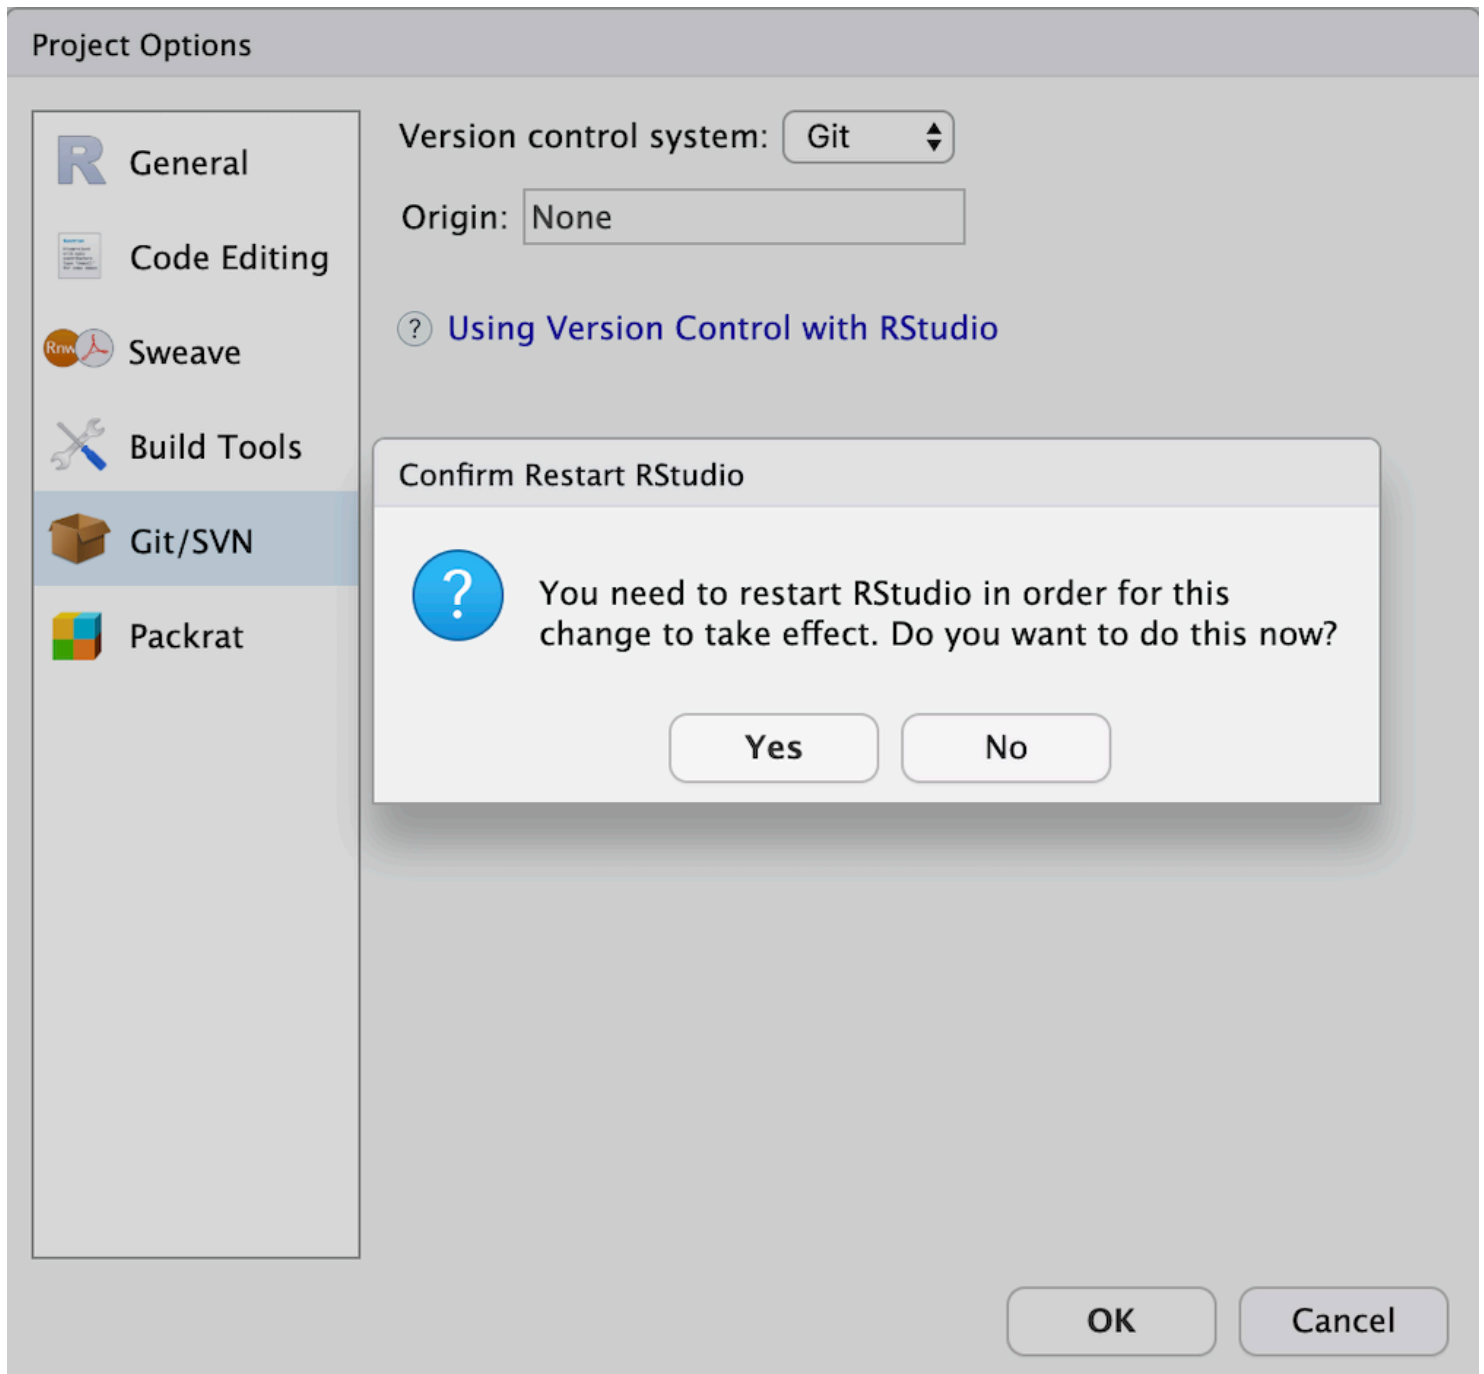 Project Options
General
Code Editing
Rnw
Sweave
Build Tools
Git/SVN
Packrat
Version control system: Git
Origin: None
? Using Version Control with RStudio
Confirm Restart RStudio
?
You need to restart RStudio in order for this
change to take effect. Do you want to do this now?
Yes No
OK Cancel